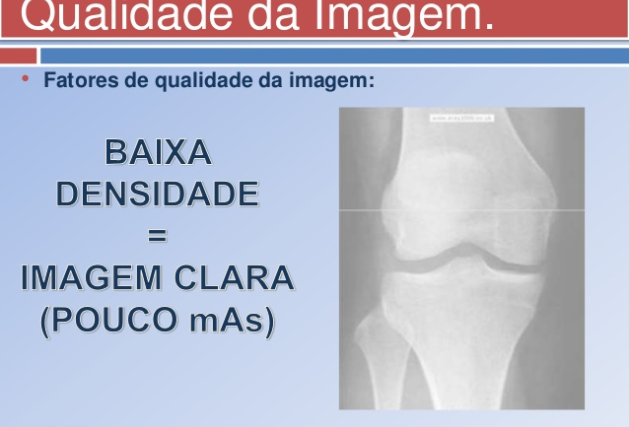 Qualidade da Imagem.
• Fatores de qualidade da imagem:
BAIXA
DENSIDADE
=
IMAGEM CLARA
(POUCO mAs)